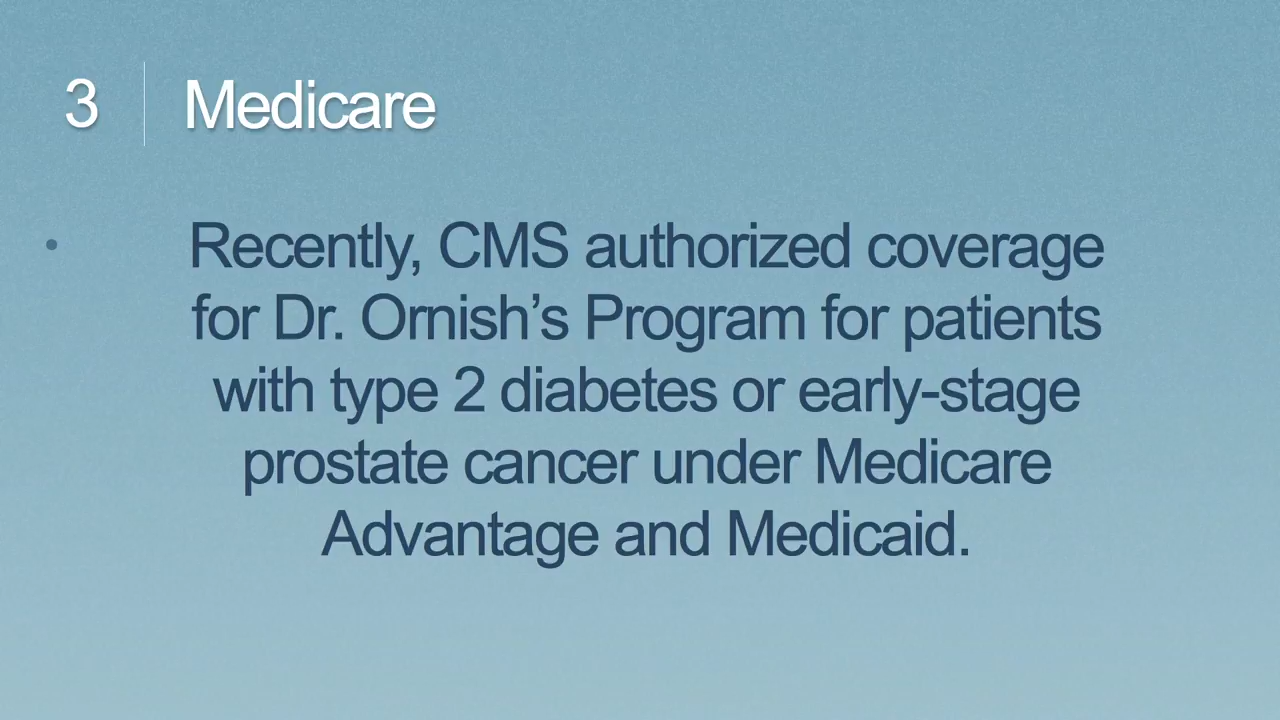 3 Medicare
• Recently, CMS authorized coverage
for Dr. Ornish’s Program for patients
with type 2 diabetes or early-stage
prostate cancer under Medicare
Advantage and Medicaid.